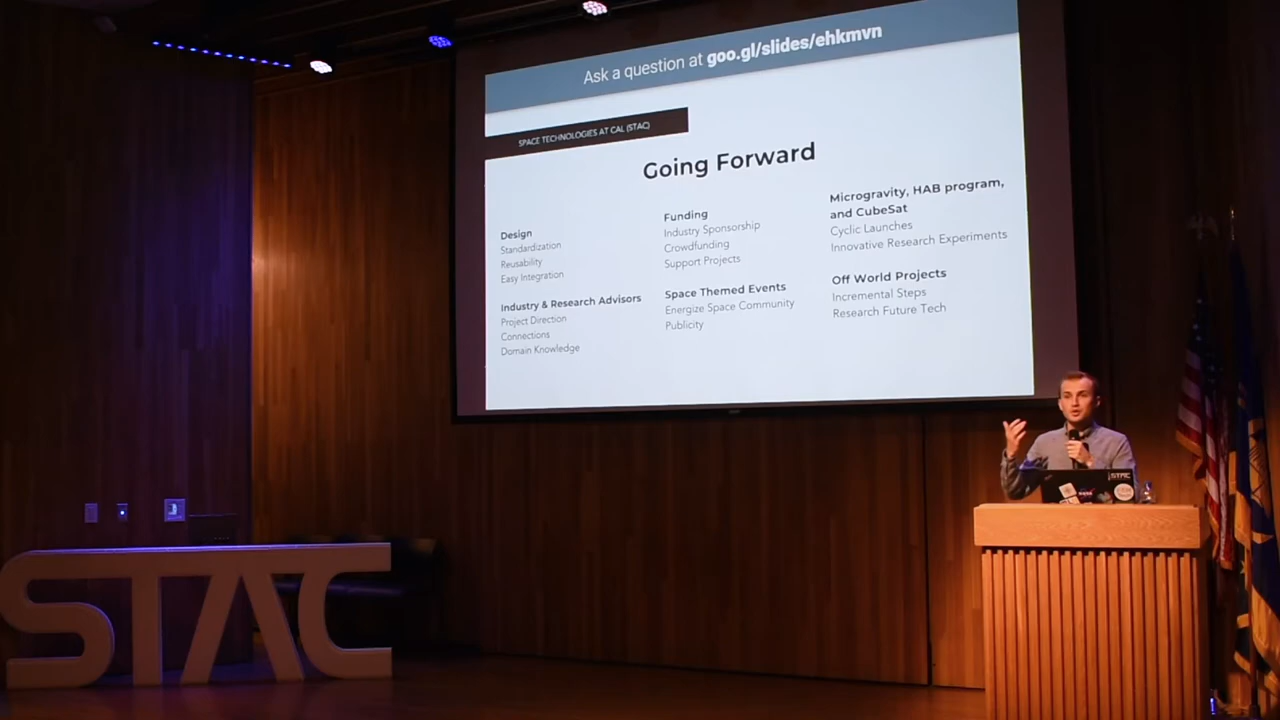 Ask a question at goo.gl/slides/ehkmvn
SPACE TECHNOLOGIES AT CAL (STAC)
Going Forward
Design
Standardization
Reusability
Easy Integration
Industry & Research Advisors
Project Direction
Connections
Domain Knowledge
Funding
Industry Sponsorship
Crowdfunding
Support Projects
Space Themed Events
Energize Space Community
Publicity
Microgravity, HAB program,
and CubeSat
Cyclic Launches
Innovative Research Experiments
Off World Projects
Incremental Steps
Research Future Tech
STAC
NASA
STAC